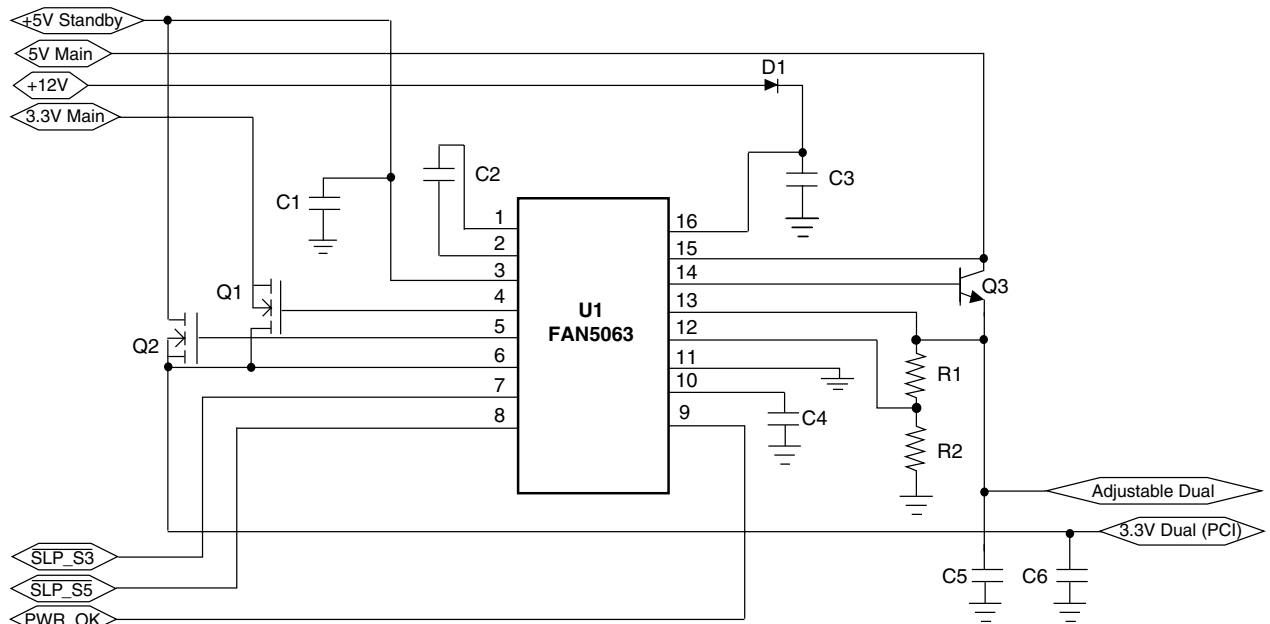 +5V Standby
5V Main
+12V
3.3V Main
D1
C2
C3
C1
1
2
3
4
5
6
7
8
16
15
14
13
12
11
10
9
U1
FAN5063
Q1
Q2
Q3
R1
C4
R2
Adjustable Dual
3.3V Dual (PCI)
SLP_S3
SLP_S5
PWR_OK
C5
C6